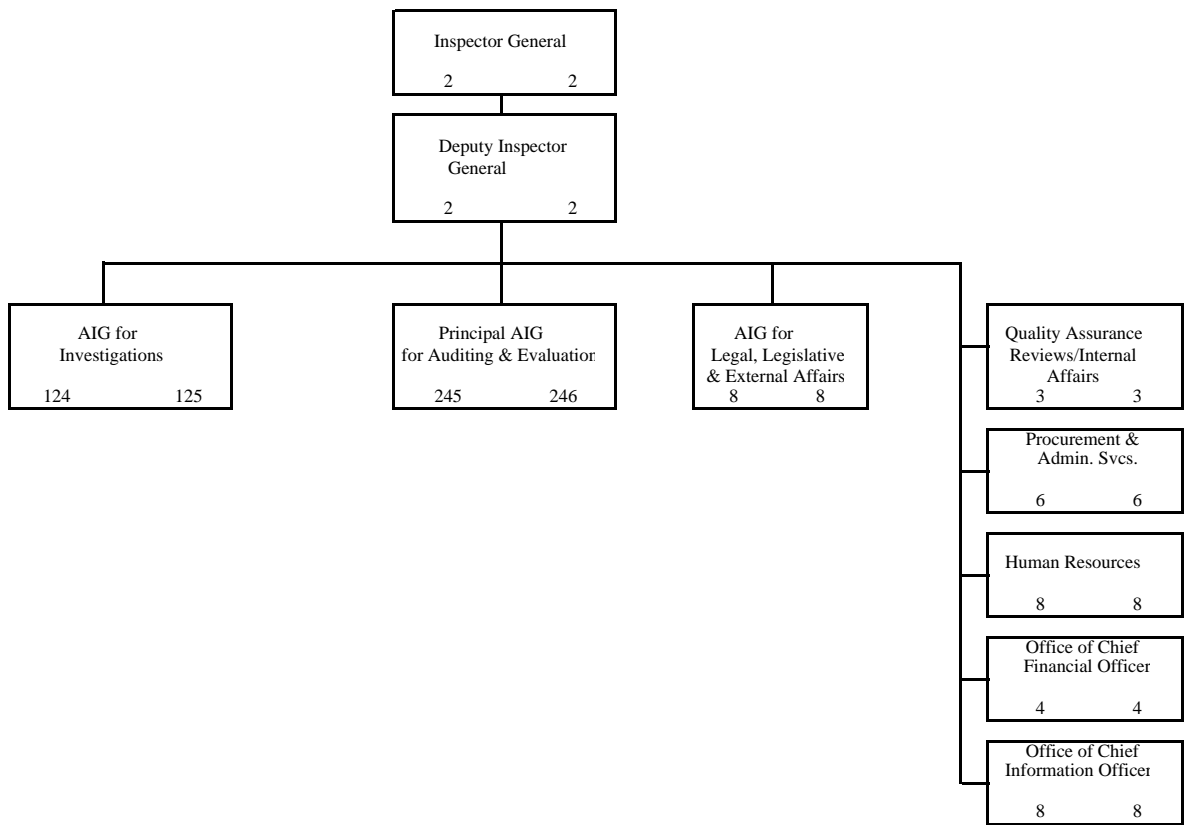 Inspector General
2 2
Deputy Inspector
General
2 2
AIG for
Investigations
124 125
Principal AIG
for Auditing & Evaluation
245 246
AIG for
Legal, Legislative
& External Affairs
8 8
Quality Assurance
Reviews/Internal
Affairs
3 3
Procurement &
Admin. Svcs.
6 6
Human Resources
8 8
Office of Chief
Financial Officer
4 4
Office of Chief
Information Officer
8 8